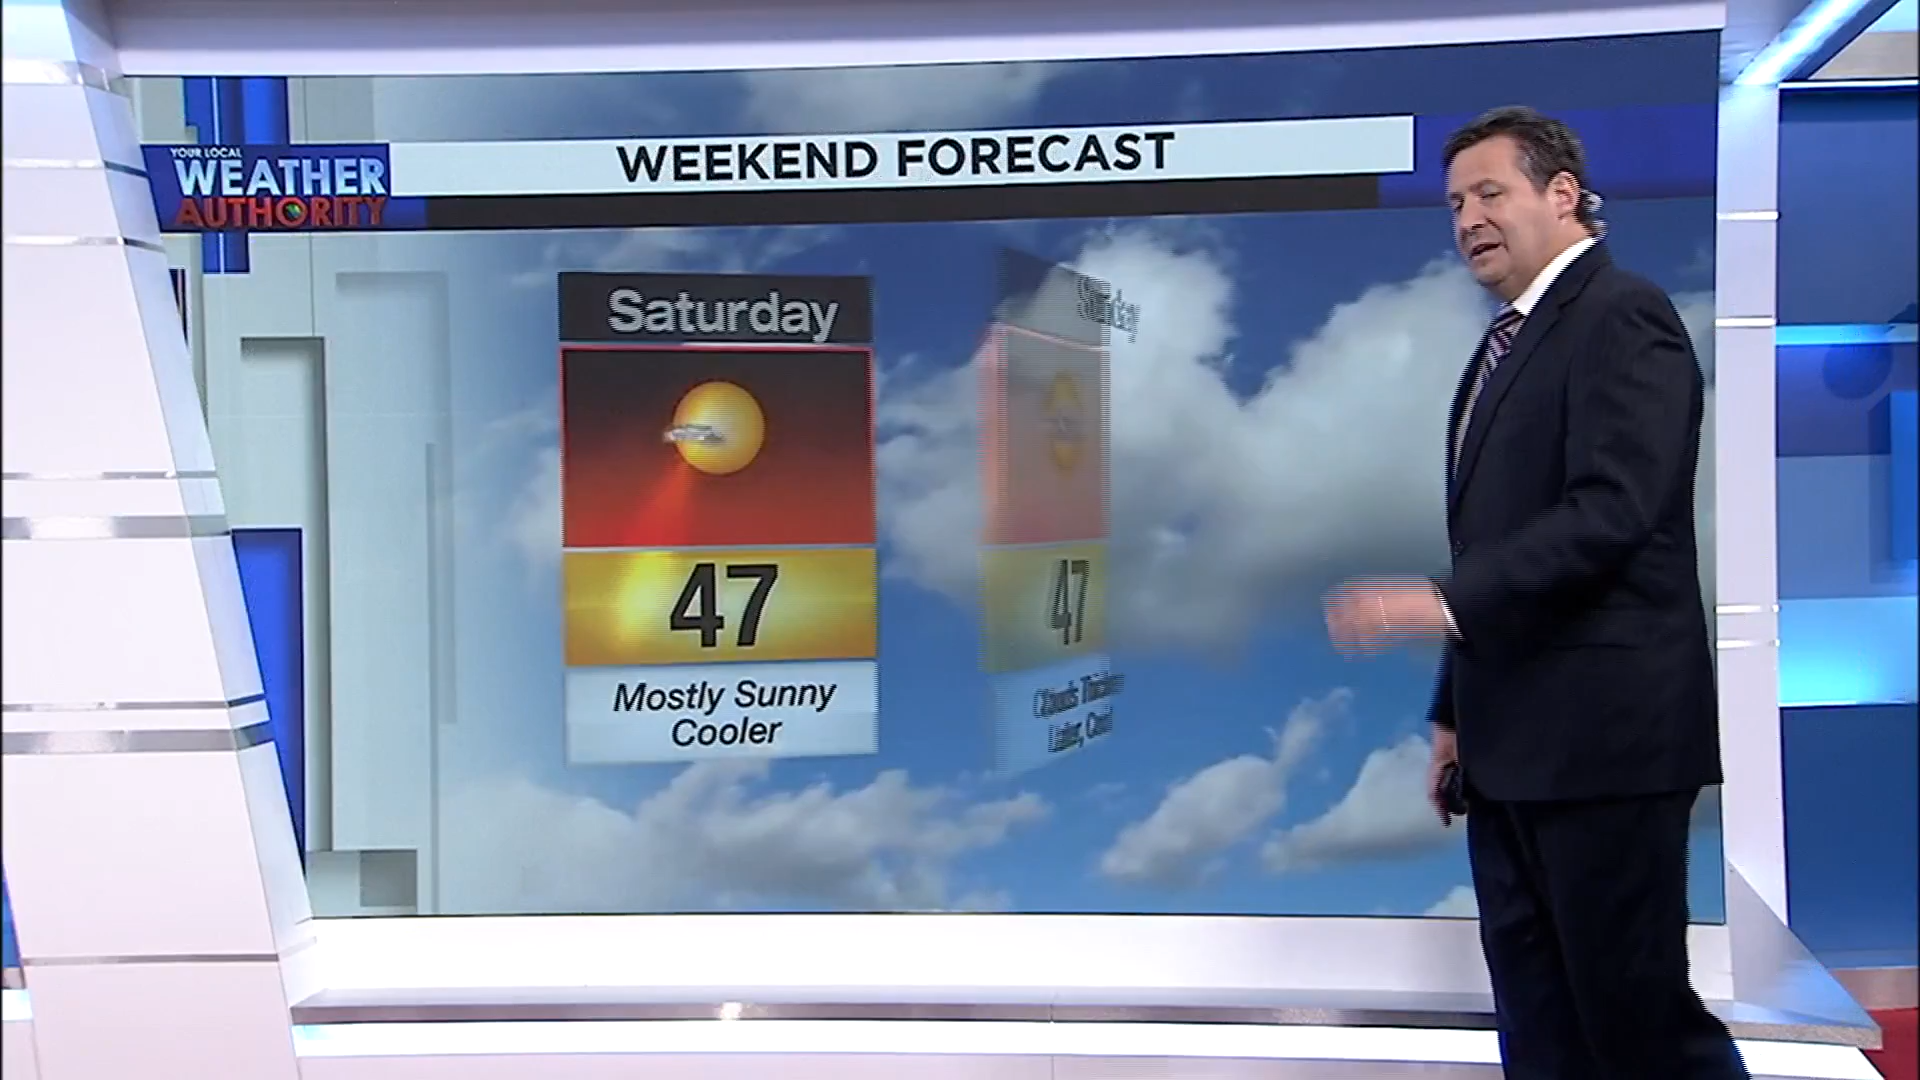 YOUR LOCAL
WEATHER
AUTHORITY
WEEKEND FORECAST
Saturday
47
Mostly Sunny
Cooler
47